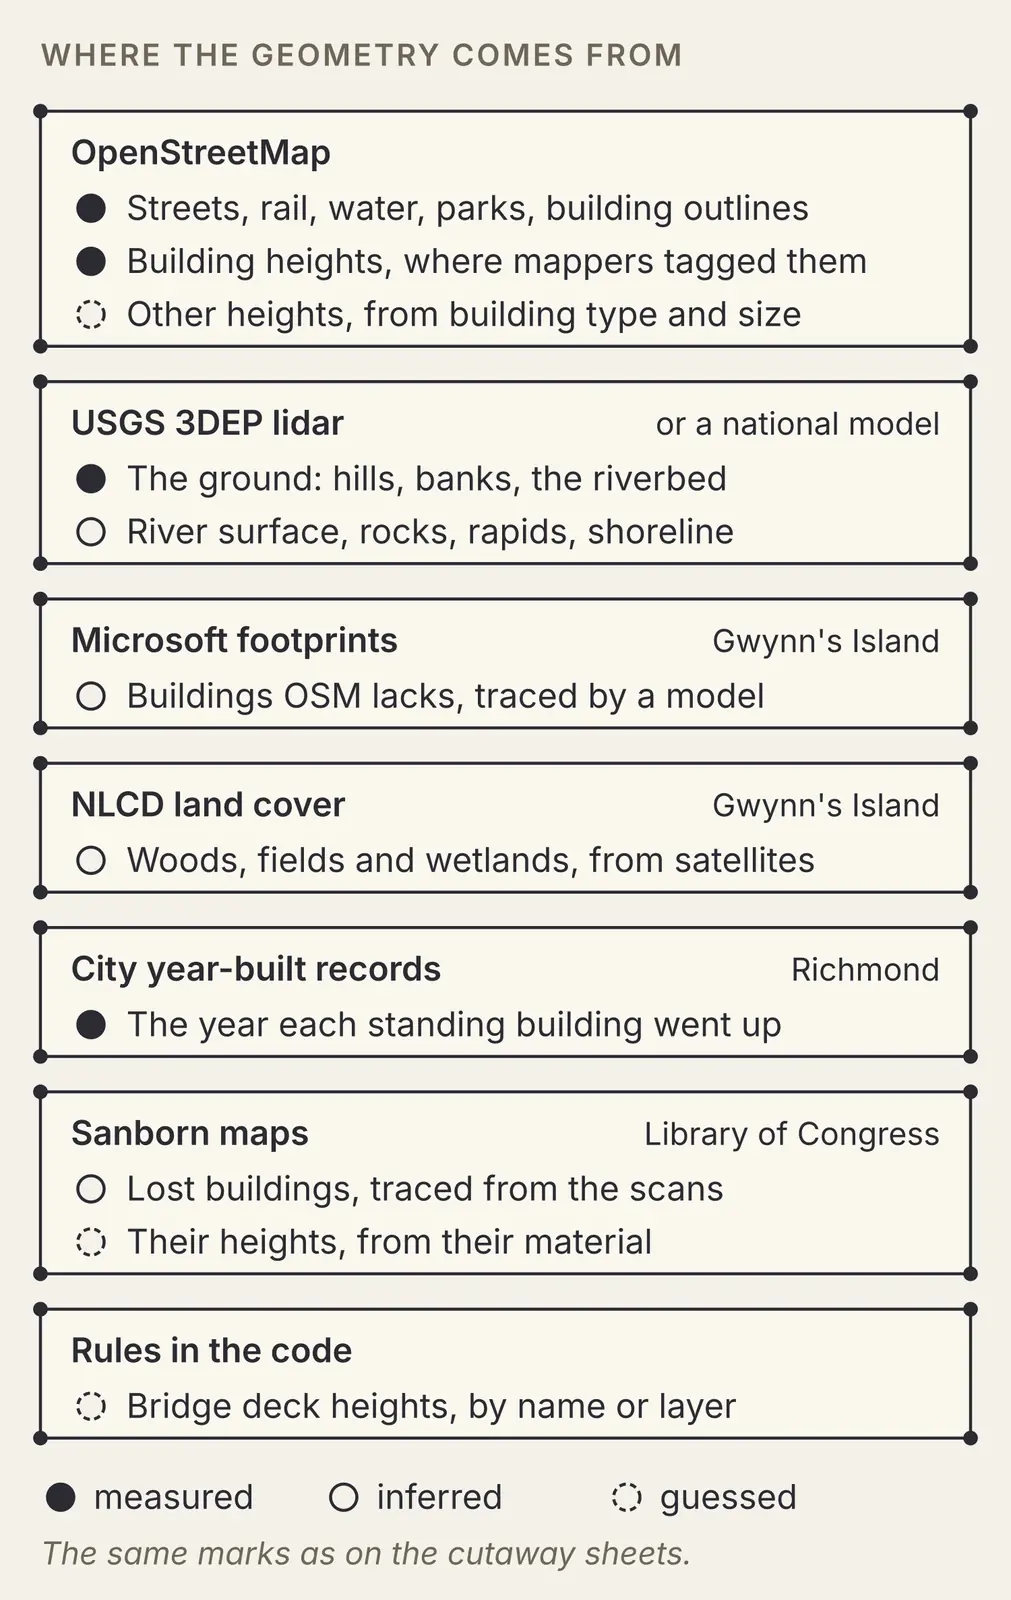 WHERE THE GEOMETRY COMES FROM
OpenStreetMap
Streets, rail, water, parks, building outlines
Building heights, where mappers tagged them
Other heights, from building type and size
USGS 3DEP lidar or a national model
The ground: hills, banks, the riverbed
River surface, rocks, rapids, shoreline
Microsoft footprints Gwynn's Island
Buildings OSM lacks, traced by a model
NLCD land cover Gwynn's Island
Woods, fields and wetlands, from satellites
City year-built records Richmond
The year each standing building went up
Sanborn maps Library of Congress
Lost buildings, traced from the scans
Their heights, from their material
Rules in the code
Bridge deck heights, by name or layer
measured inferred guessed
The same marks as on the cutaway sheets.